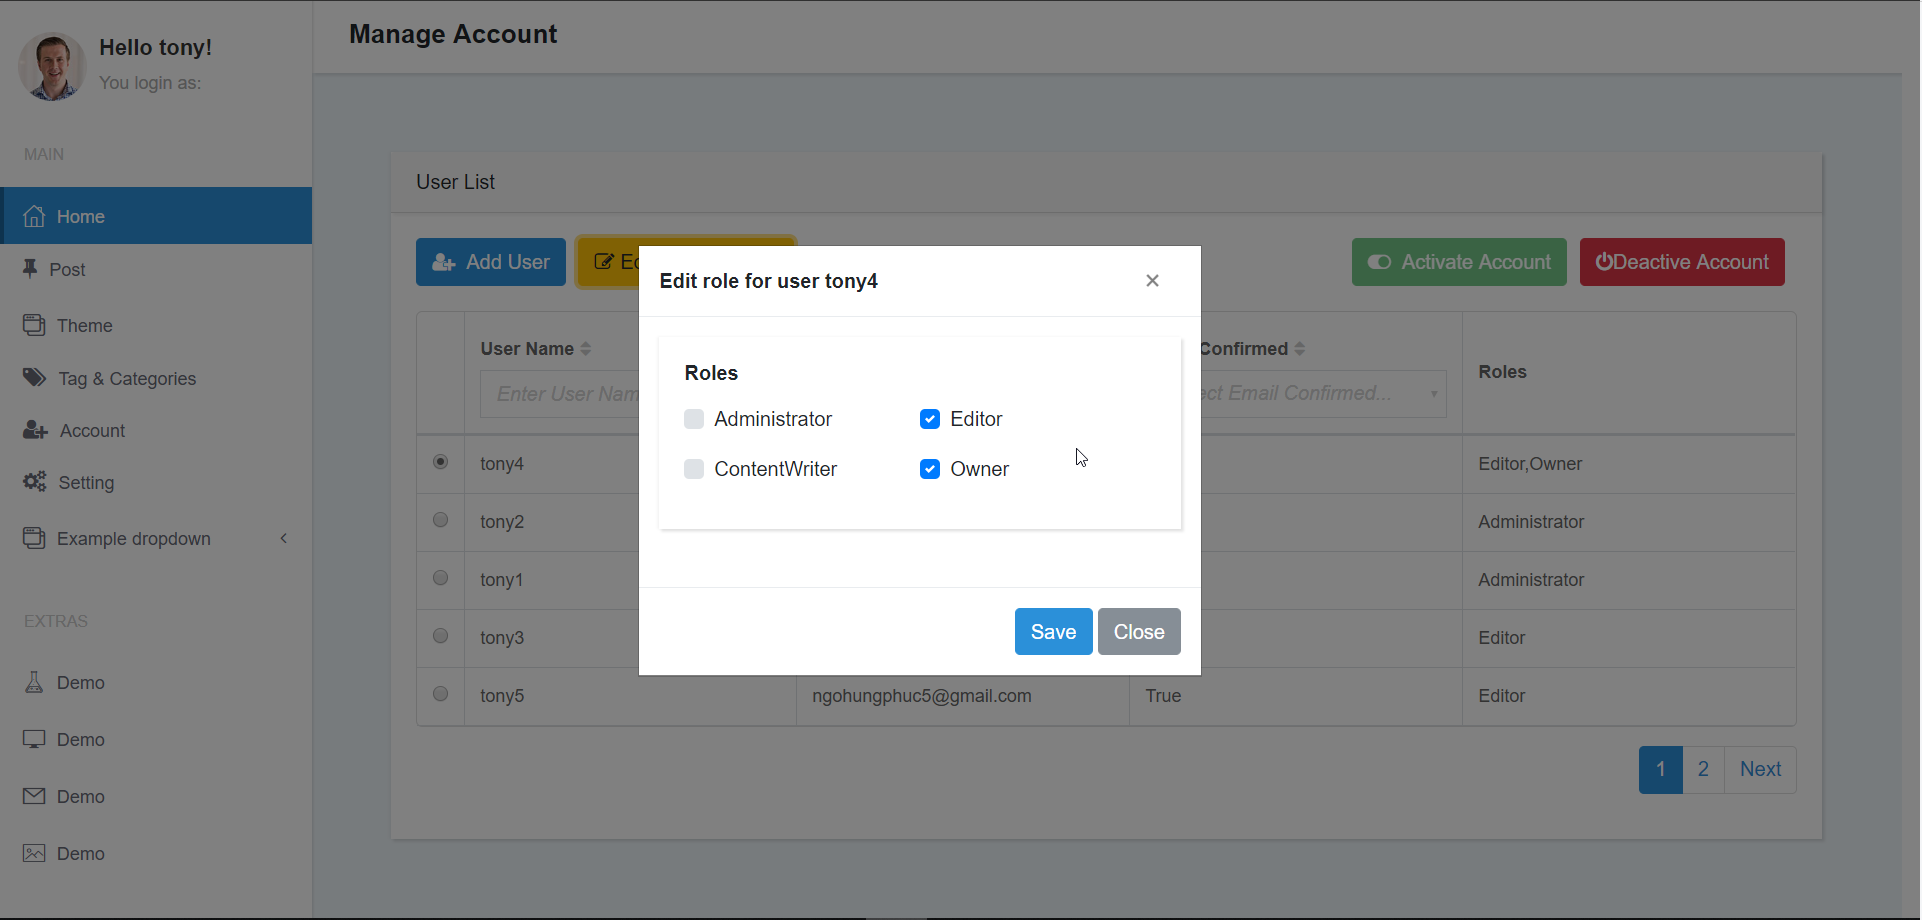 Hello tony!
You login as:
MAIN
Home
Post
Theme
Tag & Categories
Account
Setting
Example dropdown
EXTRAS
Demo
Demo
Demo
Demo
Manage Account
User List
Add User
Activate Account
Deactive Account
User Name
Confirmed
Roles
Enter User Nam
Email Confirmed...
tony4
Editor,Owner
tony2
Administrator
tony1
Administrator
tony3
Editor
tony5 ngohungphuc5@gmail.com True Editor
1 2 Next
Edit role for user tony4 ×
Roles
Administrator Editor
ContentWriter Owner
Save Close